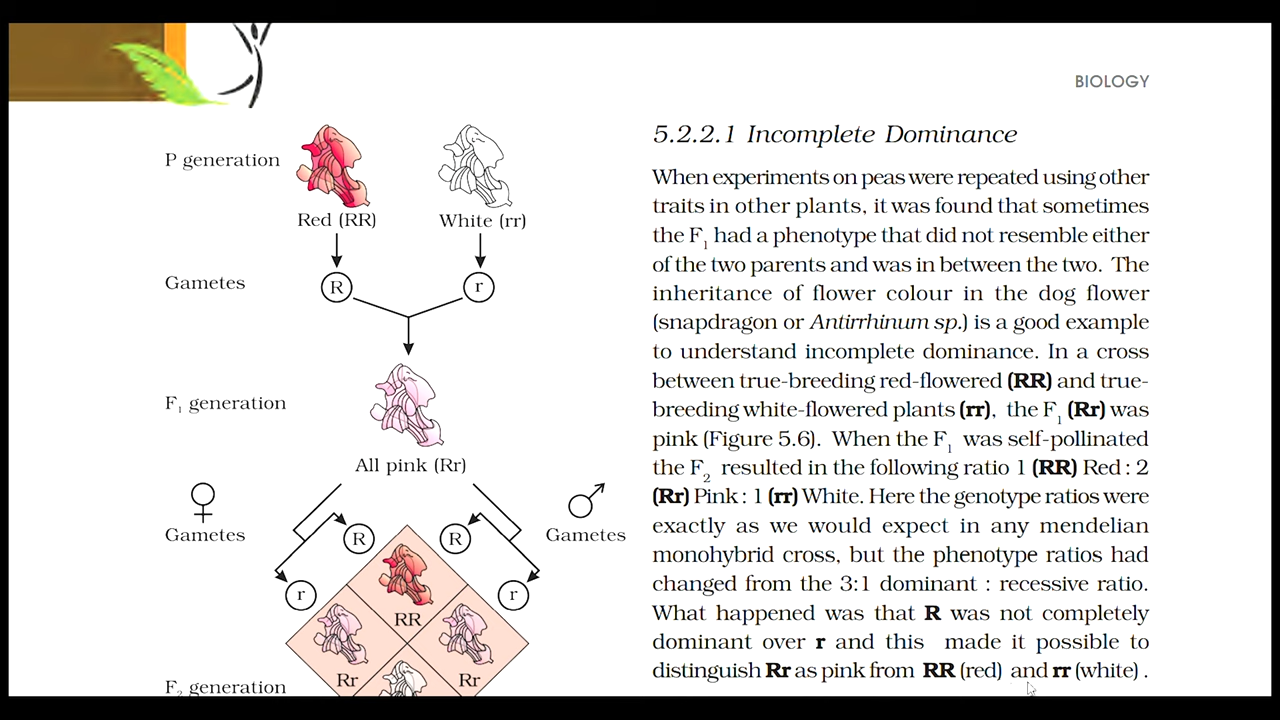 BIOLOGY
P generation
Red (RR)
White (rr)
Gametes
R
r
F₁ generation
All pink (Rr)
Gametes
Gametes
R
R
r
r
RR
Rr
Rr
F₂ generation
5.2.2.1 Incomplete Dominance
When experiments on peas were repeated using other
traits in other plants, it was found that sometimes
the F₁ had a phenotype that did not resemble either
of the two parents and was in between the two. The
inheritance of flower colour in the dog flower
(snapdragon or Antirrhinum sp.) is a good example
to understand incomplete dominance. In a cross
between true-breeding red-flowered (RR) and true-
breeding white-flowered plants (rr), the F₁ (Rr) was
pink (Figure 5.6). When the F₁ was self-pollinated
the F₂ resulted in the following ratio 1 (RR) Red : 2
(Rr) Pink : 1 (rr) White. Here the genotype ratios were
exactly as we would expect in any mendelian
monohybrid cross, but the phenotype ratios had
changed from the 3:1 dominant : recessive ratio.
What happened was that R was not completely
dominant over r and this made it possible to
distinguish Rr as pink from RR (red) and rr (white) .